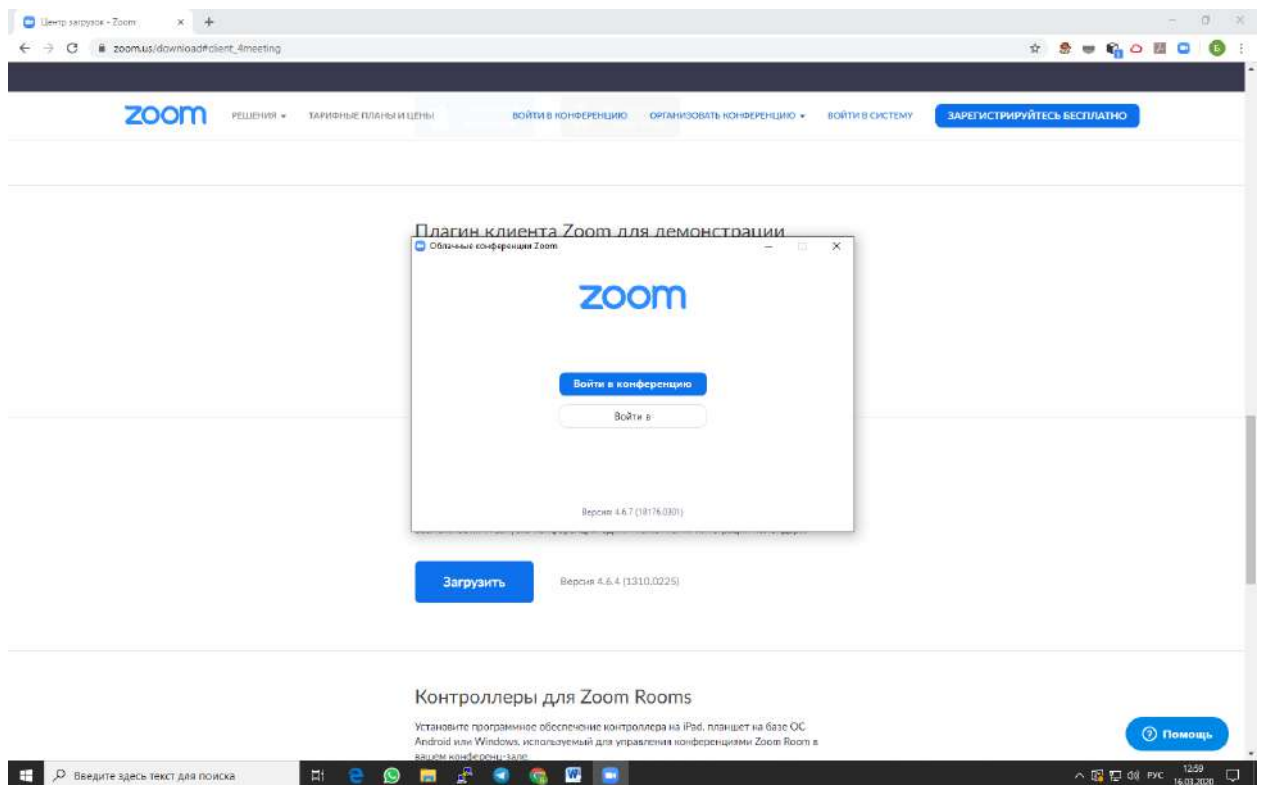 Центр загрузок - Zoom
zoom.us/download#client_4meeting
zoom
РЕШЕНИЯ
ТАРИФНЫЕ ПЛАНЫ И ЦЕНЫ
ВОЙТИ В КОНФЕРЕНЦИЮ
ОРГАНИЗОВАТЬ КОНФЕРЕНЦИЮ
ВОЙТИ В СИСТЕМУ
ЗАРЕГИСТРИРУЙТЕСЬ БЕСПЛАТНО
Плагин клиента Zoom для демонстрации
Облачные конференции Zoom
zoom
Войти в конференцию
Войти в
Версия: 4.6.7 (18176.0301)
Загрузить
Версия 4.6.4 (1310.0225)
Контроллеры для Zoom Rooms
Установите программное обеспечение контроллера на iPad, планшет на базе ОС
Android или Windows, используемый для управления конференциями Zoom Room в
вашем конференц-зале
Помощь
Введите здесь текст для поиска
РУС
12:59
16.03.2020